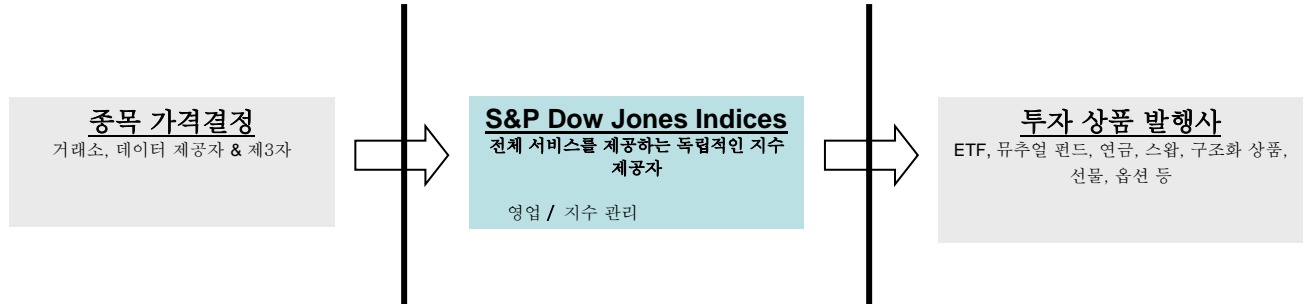 종목 가격결정
거래소, 데이터 제공자 & 제3자
S&P Dow Jones Indices
전체 서비스를 제공하는 독립적인 지수
제공자
영업 / 지수 관리
투자 상품 발행사
ETF, 뮤추얼 펀드, 연금, 스왑, 구조화 상품,
선물, 옵션 등